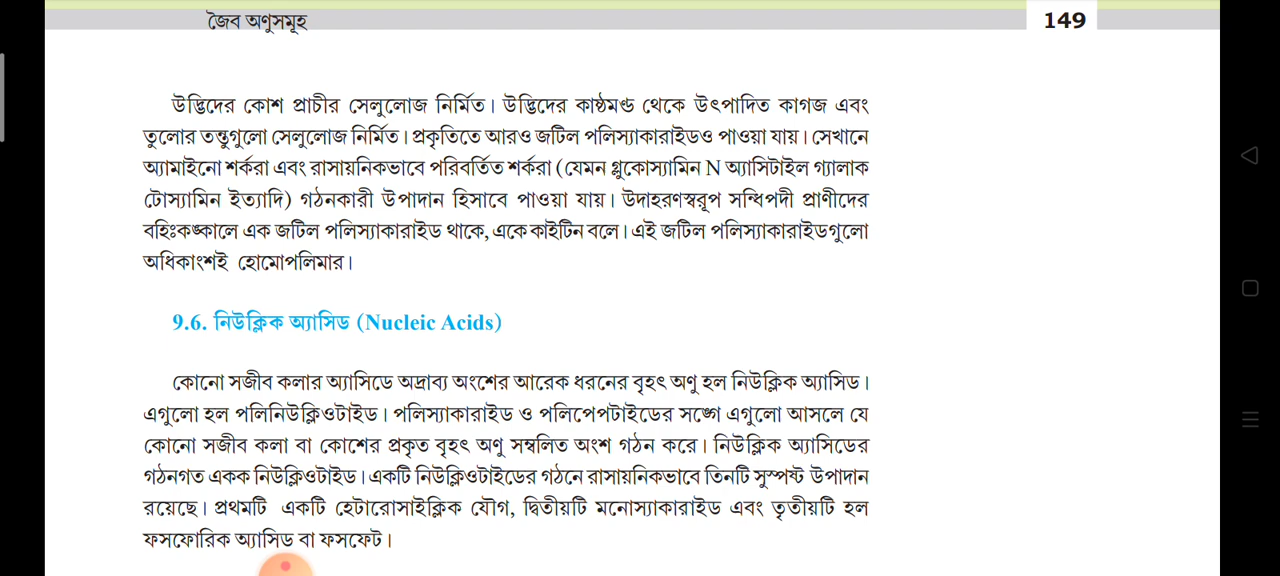 জৈব অণুসমূহ
149
উদ্ভিদের কোশ প্রাচীর সেলুলোজ নির্মিত। উদ্ভিদের কাষ্ঠমন্ড থেকে উৎপাদিত কাগজ এবং
তুলোর তন্তুগুলো সেলুলোজ নির্মিত। প্রকৃতিতে আরও জটিল পলিস্যাকারাইডও পাওয়া যায়। সেখানে
অ্যামাইনো শর্করা এবং রাসায়নিকভাবে পরিবর্তিত শর্করা (যেমন গ্লুকোস্যামিন N অ্যাসিটাইল গ্যালাক
টোস্যামিন ইত্যাদি) গঠনকারী উপাদান হিসাবে পাওয়া যায়। উদাহরণস্বরূপ সন্ধিপদী প্রাণীদের
বহিঃকঙ্কালে এক জটিল পলিস্যাকারাইড থাকে, একে কাইটিন বলে। এই জটিল পলিস্যাকারাইডগুলো
অধিকাংশই হোমোপলিমার।
9.6. নিউক্লিক অ্যাসিড (Nucleic Acids)
কোনো সজীব কলার অ্যাসিডে অদ্রাব্য অংশের আরেক ধরনের বৃহৎ অণু হল নিউক্লিক অ্যাসিড।
এগুলো হল পলিনিউক্লিওটাইড। পলিস্যাকারাইড ও পলিপেপটাইডের সঙ্গে এগুলো আসলে যে
কোনো সজীব কলা বা কোশের প্রকৃত বৃহৎ অণু সম্বলিত অংশ গঠন করে। নিউক্লিক অ্যাসিডের
গঠনগত একক নিউক্লিওটাইড। একটি নিউক্লিওটাইডের গঠনে রাসায়নিকভাবে তিনটি সুস্পষ্ট উপাদান
রয়েছে। প্রথমটি একটি হেটারোসাইক্লিক যৌগ, দ্বিতীয়টি মনোস্যাকারাইড এবং তৃতীয়টি হল
ফসফোরিক অ্যাসিড বা ফসফেট।